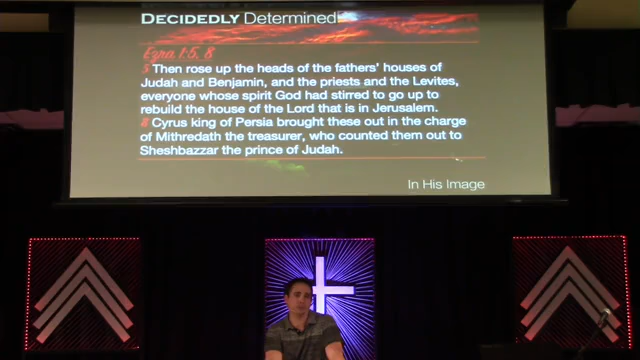 DECIDEDLY Determined
Ezra 1:5, 8
5 Then rose up the heads of the fathers' houses of
Judah and Benjamin, and the priests and the Levites,
everyone whose spirit God had stirred to go up to
rebuild the house of the Lord that is in Jerusalem.
8 Cyrus king of Persia brought these out in the charge
of Mithredath the treasurer, who counted them out to
Sheshbazzar the prince of Judah.
In His Image